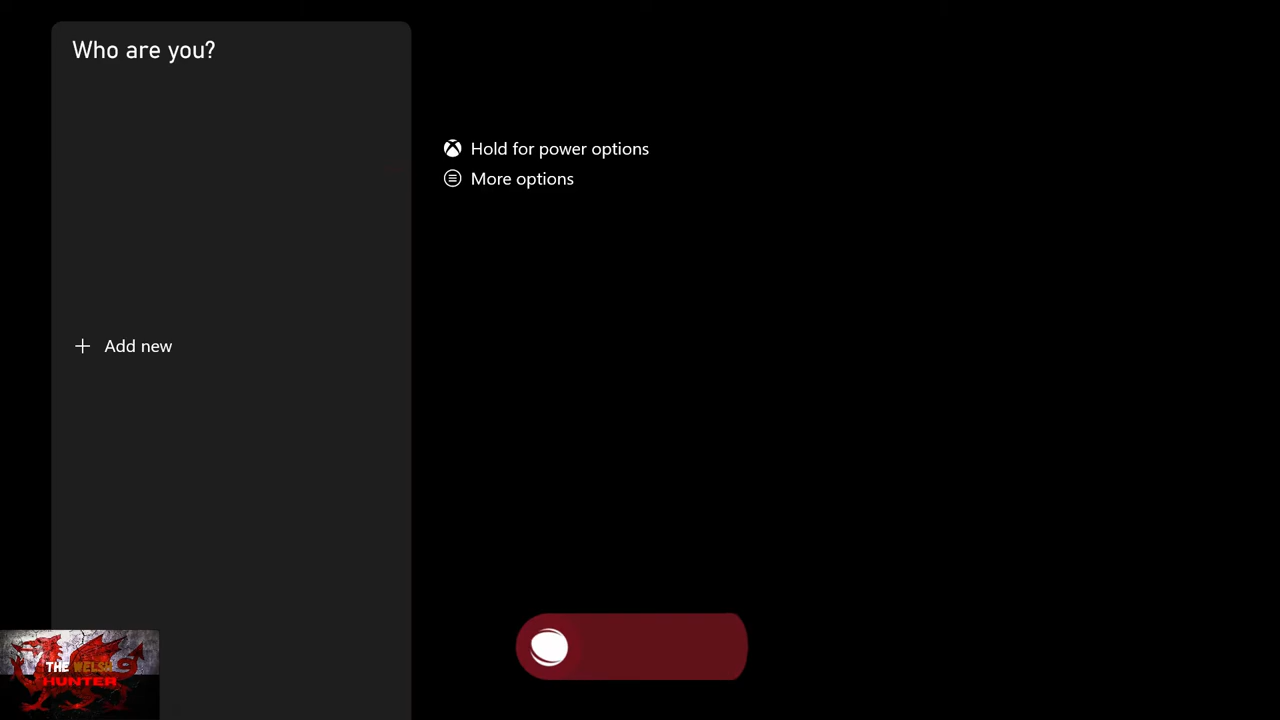 Who are you?
Hold for power options
More options
Add new
THE WELSH
HUNTER